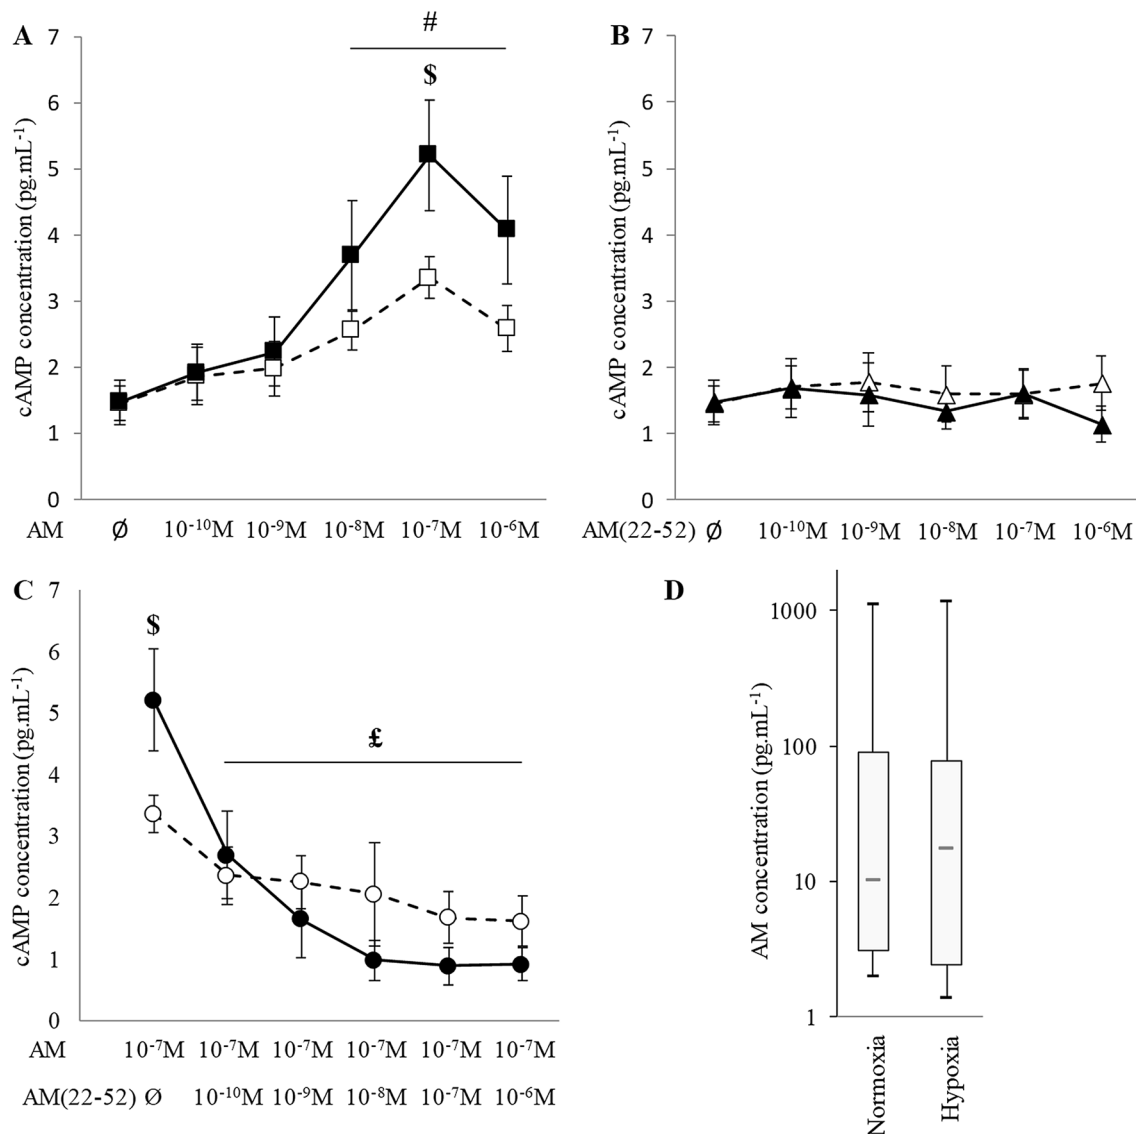 A
#
$
7
6
5
4
3
2
1
0
cAMP concentration (pg.mL⁻¹)
AM Ø 10⁻¹⁰M 10⁻⁹M 10⁻⁸M 10⁻⁷M 10⁻⁶M
B
7
6
5
4
3
2
1
0
cAMP concentration (pg.mL⁻¹)
AM(22-52) Ø 10⁻¹⁰M 10⁻⁹M 10⁻⁸M 10⁻⁷M 10⁻⁶M
C
$
£
7
6
5
4
3
2
1
0
cAMP concentration (pg.mL⁻¹)
AM 10⁻⁷M 10⁻⁷M 10⁻⁷M 10⁻⁷M 10⁻⁷M 10⁻⁷M
AM(22-52) Ø 10⁻¹⁰M 10⁻⁹M 10⁻⁸M 10⁻⁷M 10⁻⁶M
D
1000
100
10
1
AM concentration (pg.mL⁻¹)
Normoxia
Hypoxia